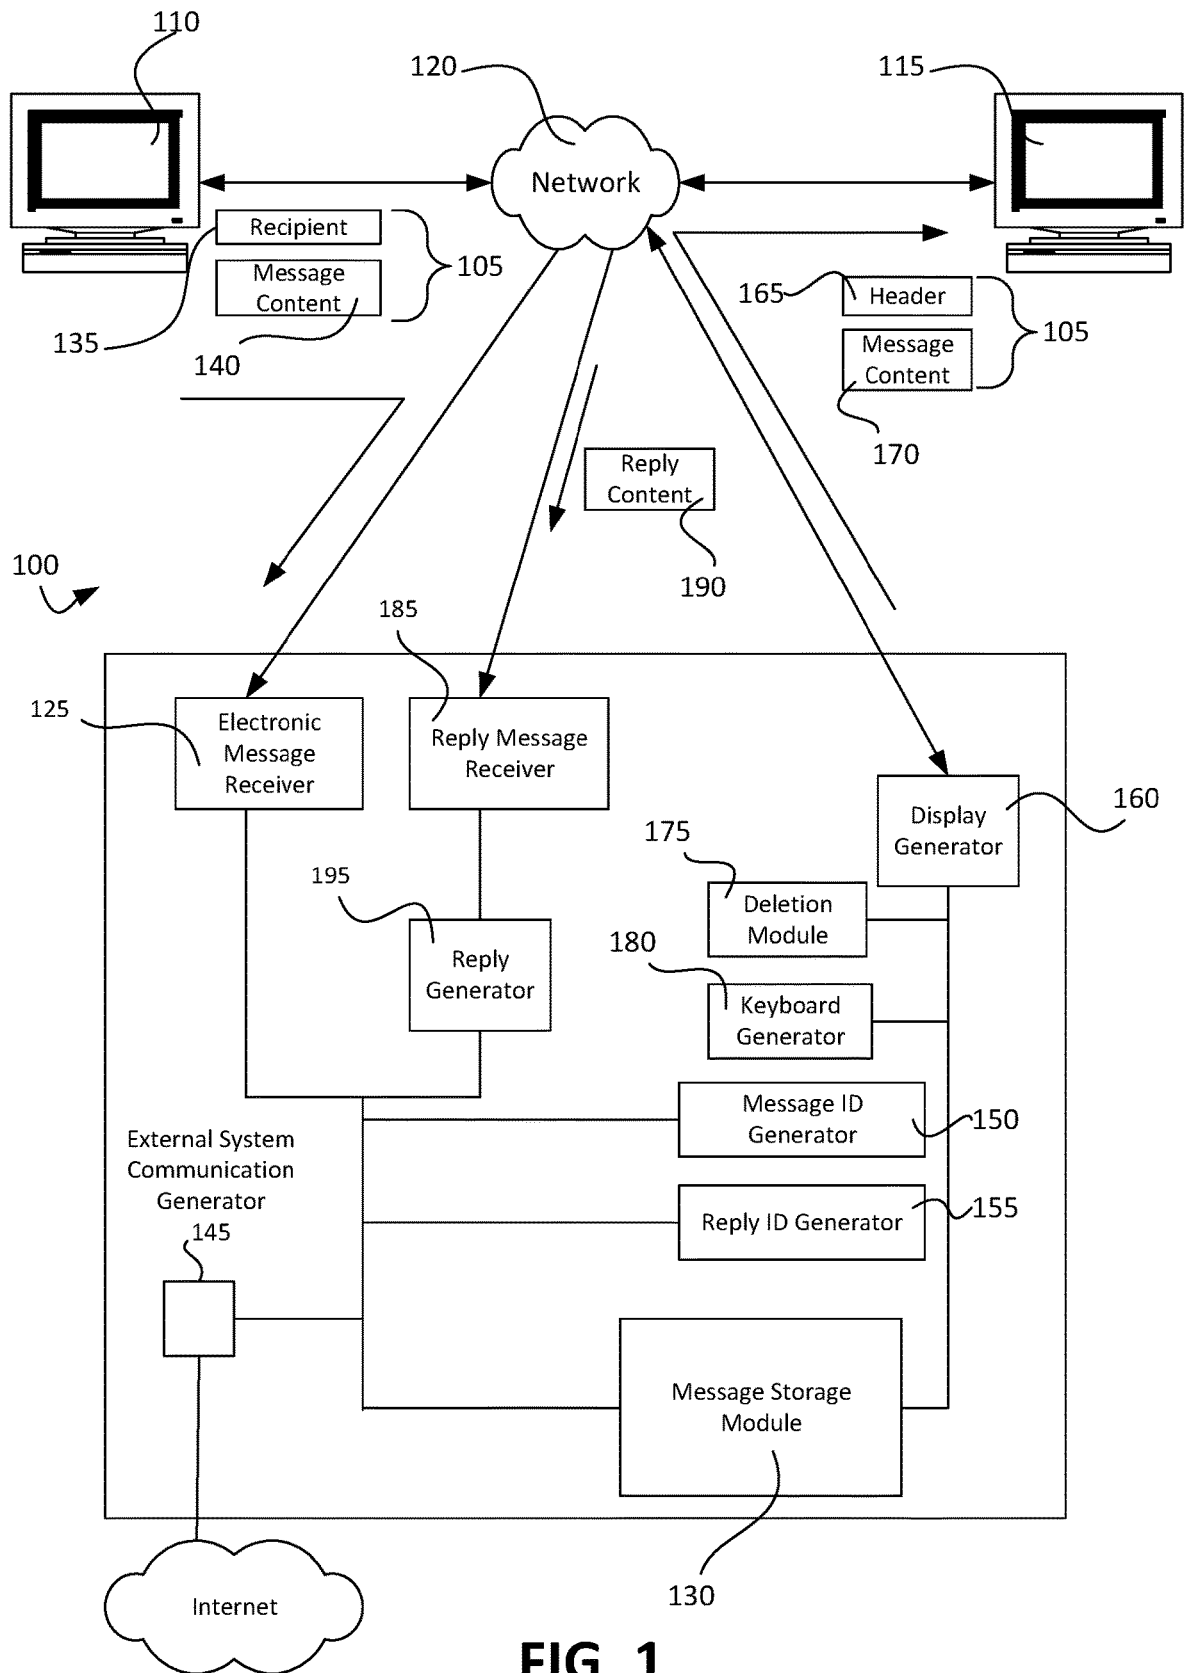 110
120
115
Network
Recipient
105
Message
Content
135
140
165
Header
105
Message
Content
170
Reply
Content
190
100
185
125
Electronic
Message
Receiver
Reply Message
Receiver
160
Display
Generator
175
195
Deletion
Module
180
Reply
Generator
Keyboard
Generator
Message ID
Generator
150
External System
Communication
Generator
145
Reply ID Generator
155
Message Storage
Module
130
Internet
FIG. 1